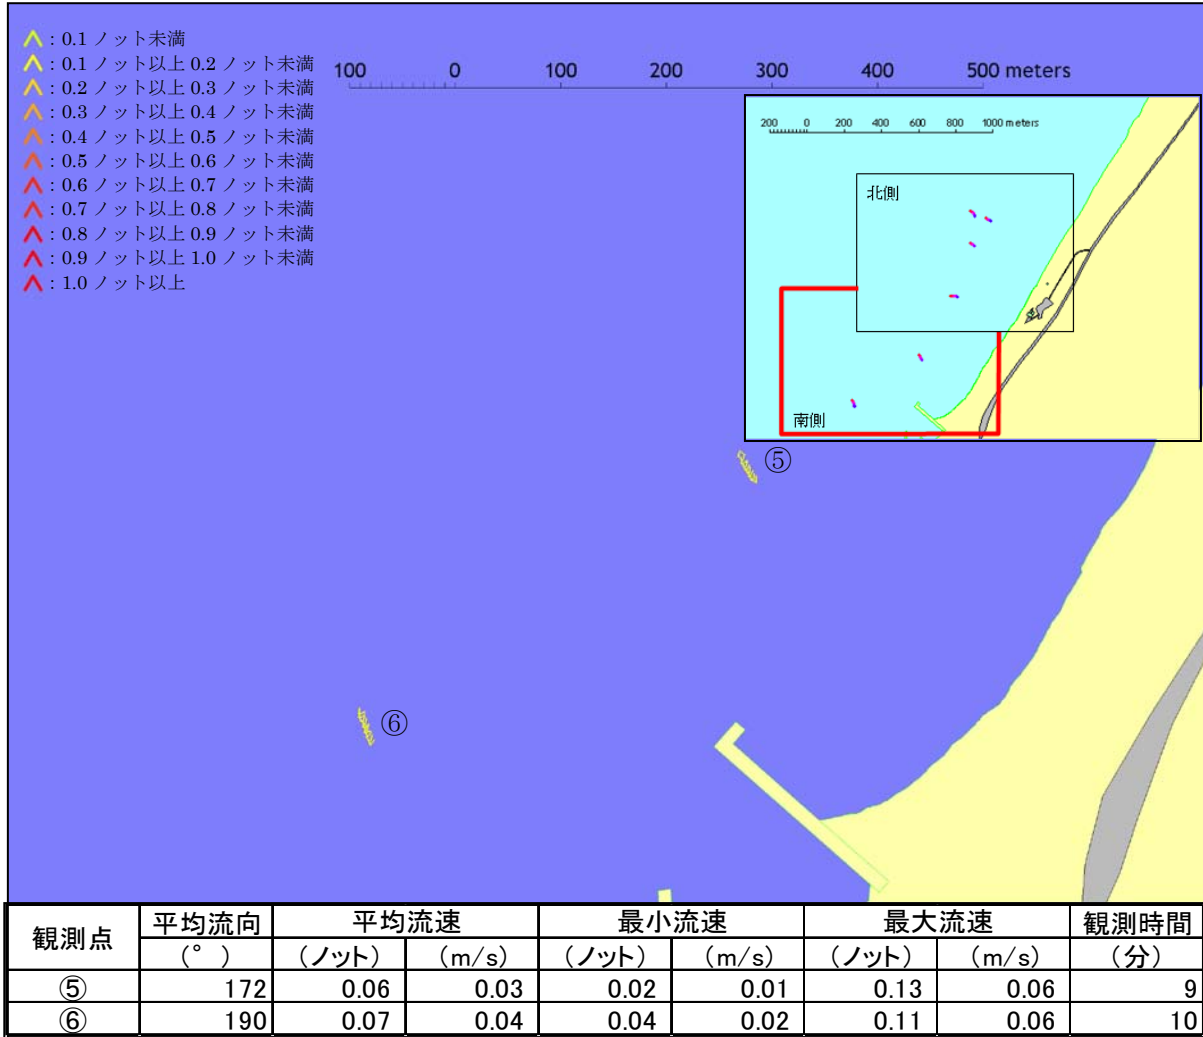 : 0.1 ノット未満
: 0.1 ノット以上 0.2 ノット未満
: 0.2 ノット以上 0.3 ノット未満
: 0.3 ノット以上 0.4 ノット未満
: 0.4 ノット以上 0.5 ノット未満
: 0.5 ノット以上 0.6 ノット未満
: 0.6 ノット以上 0.7 ノット未満
: 0.7 ノット以上 0.8 ノット未満
: 0.8 ノット以上 0.9 ノット未満
: 0.9 ノット以上 1.0 ノット未満
: 1.0 ノット以上
100 0 100 200 300 400 500 meters
200 0 200 400 600 800 1000 meters
北側
南側
⑤
⑥
観測点 平均流向 平均流速 最小流速 最大流速 観測時間
(°) (ノット) (m/s) (ノット) (m/s) (ノット) (m/s) (分)
⑤ 172 0.06 0.03 0.02 0.01 0.13 0.06 9
⑥ 190 0.07 0.04 0.04 0.02 0.11 0.06 10